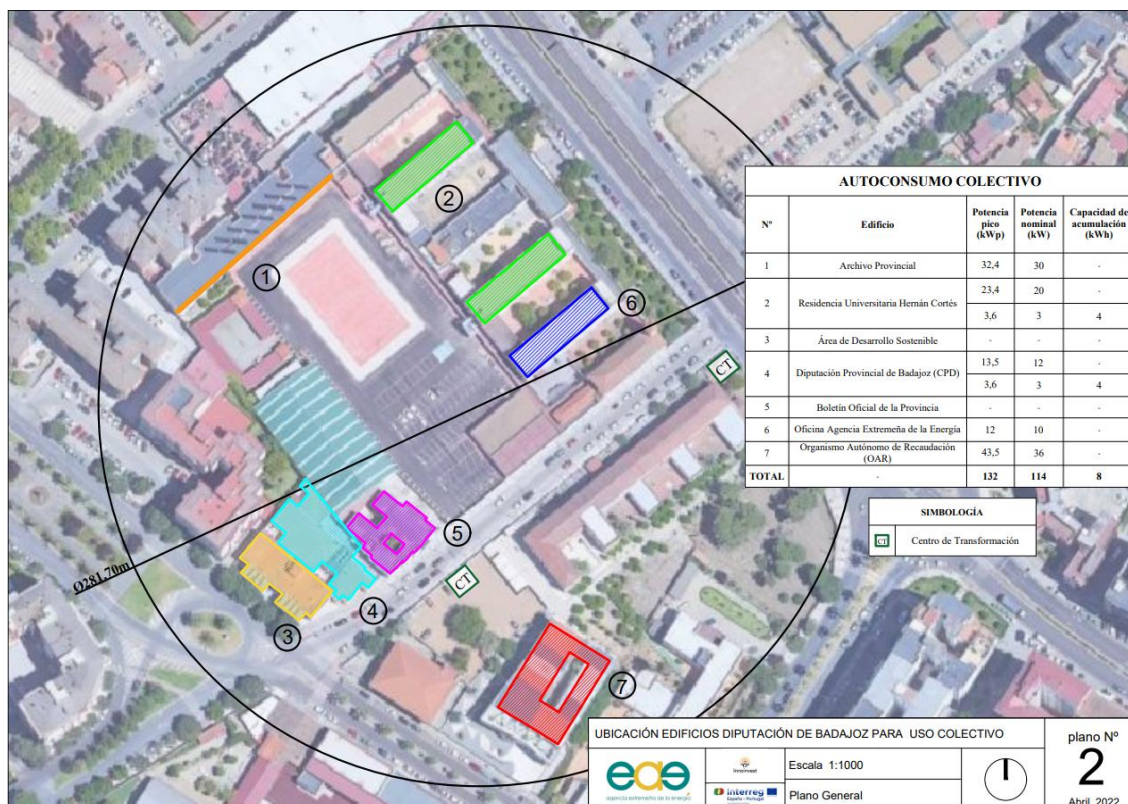 AUTOCONSUMO COLECTIVO
Nº Edificio Potencia pico (kWp) Potencia nominal (kW) Capacidad de acumulación (kWh)
1 Archivo Provincial 32,4 30 -
2 Residencia Universitaria Hernán Cortés 23,4 20 -
3,6 3 4
3 Área de Desarrollo Sostenible - - -
4 Diputación Provincial de Badajoz (CPD) 13,5 12 -
3,6 3 4
5 Boletín Oficial de la Provincia - - -
6 Oficina Agencia Extremeña de la Energía 12 10 -
7 Organismo Autónomo de Recaudación (OAR) 43,5 36 -
TOTAL - 132 114 8
SIMBOLOGÍA
CT Centro de Transformación
1
2
6
CT
5
CT
4
3
7
Ø281.70m
UBICACIÓN EDIFICIOS DIPUTACIÓN DE BADAJOZ PARA USO COLECTIVO
eae
agencia extremeña de la energía
Innoinvest
Interreg
España - Portugal
Escala 1:1000
Plano General
plano Nº
2
Abril, 2022